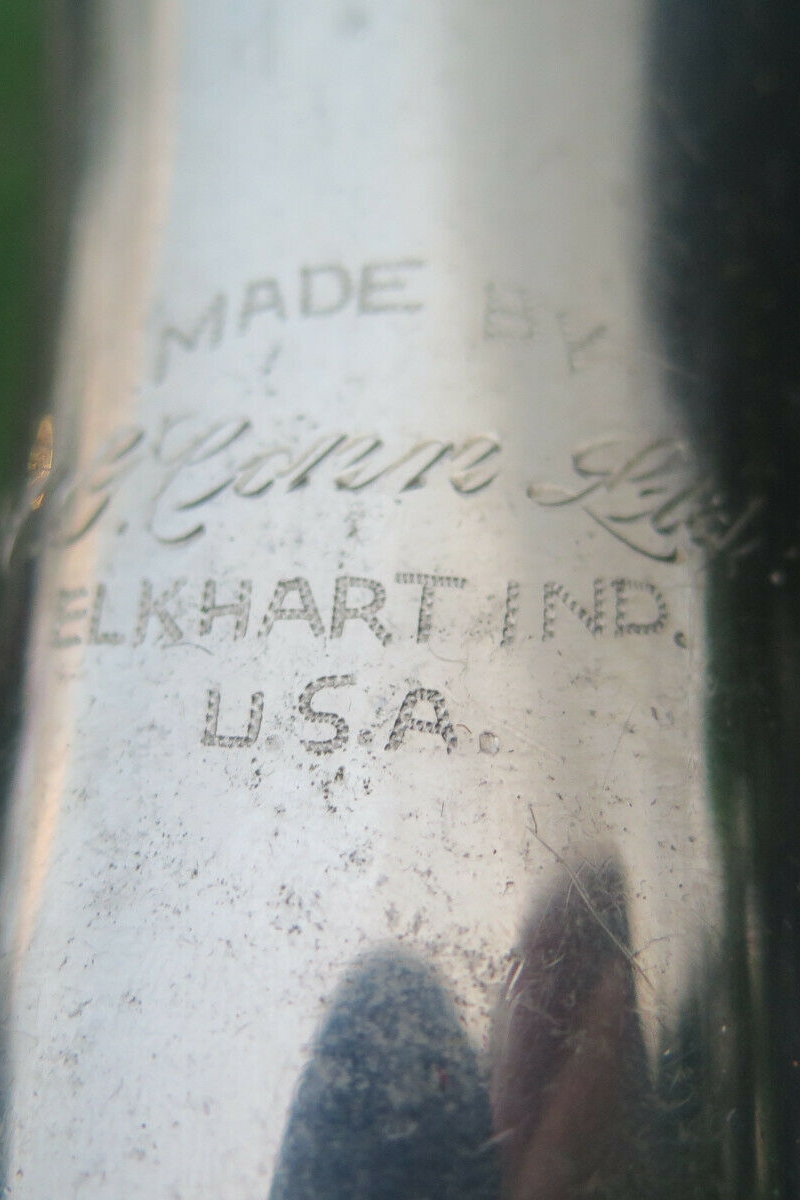 MADE BY
G. Conn Ltd.
ELKHART IND.
U.S.A.